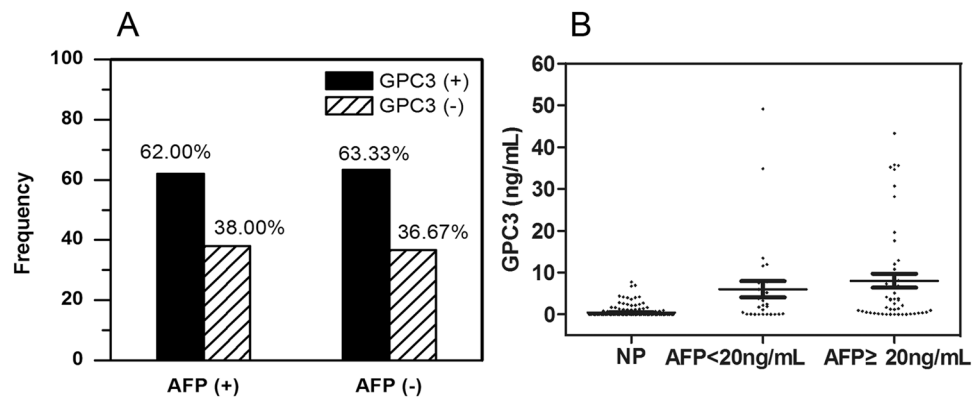 A
100
80
60
40
20
0
Frequency
GPC3 (+)
GPC3 (-)
62.00%
38.00%
63.33%
36.67%
AFP (+)
AFP (-)
B
60
50
40
30
20
10
0
GPC3 (ng/mL)
NP
AFP<20ng/mL
AFP≥ 20ng/mL